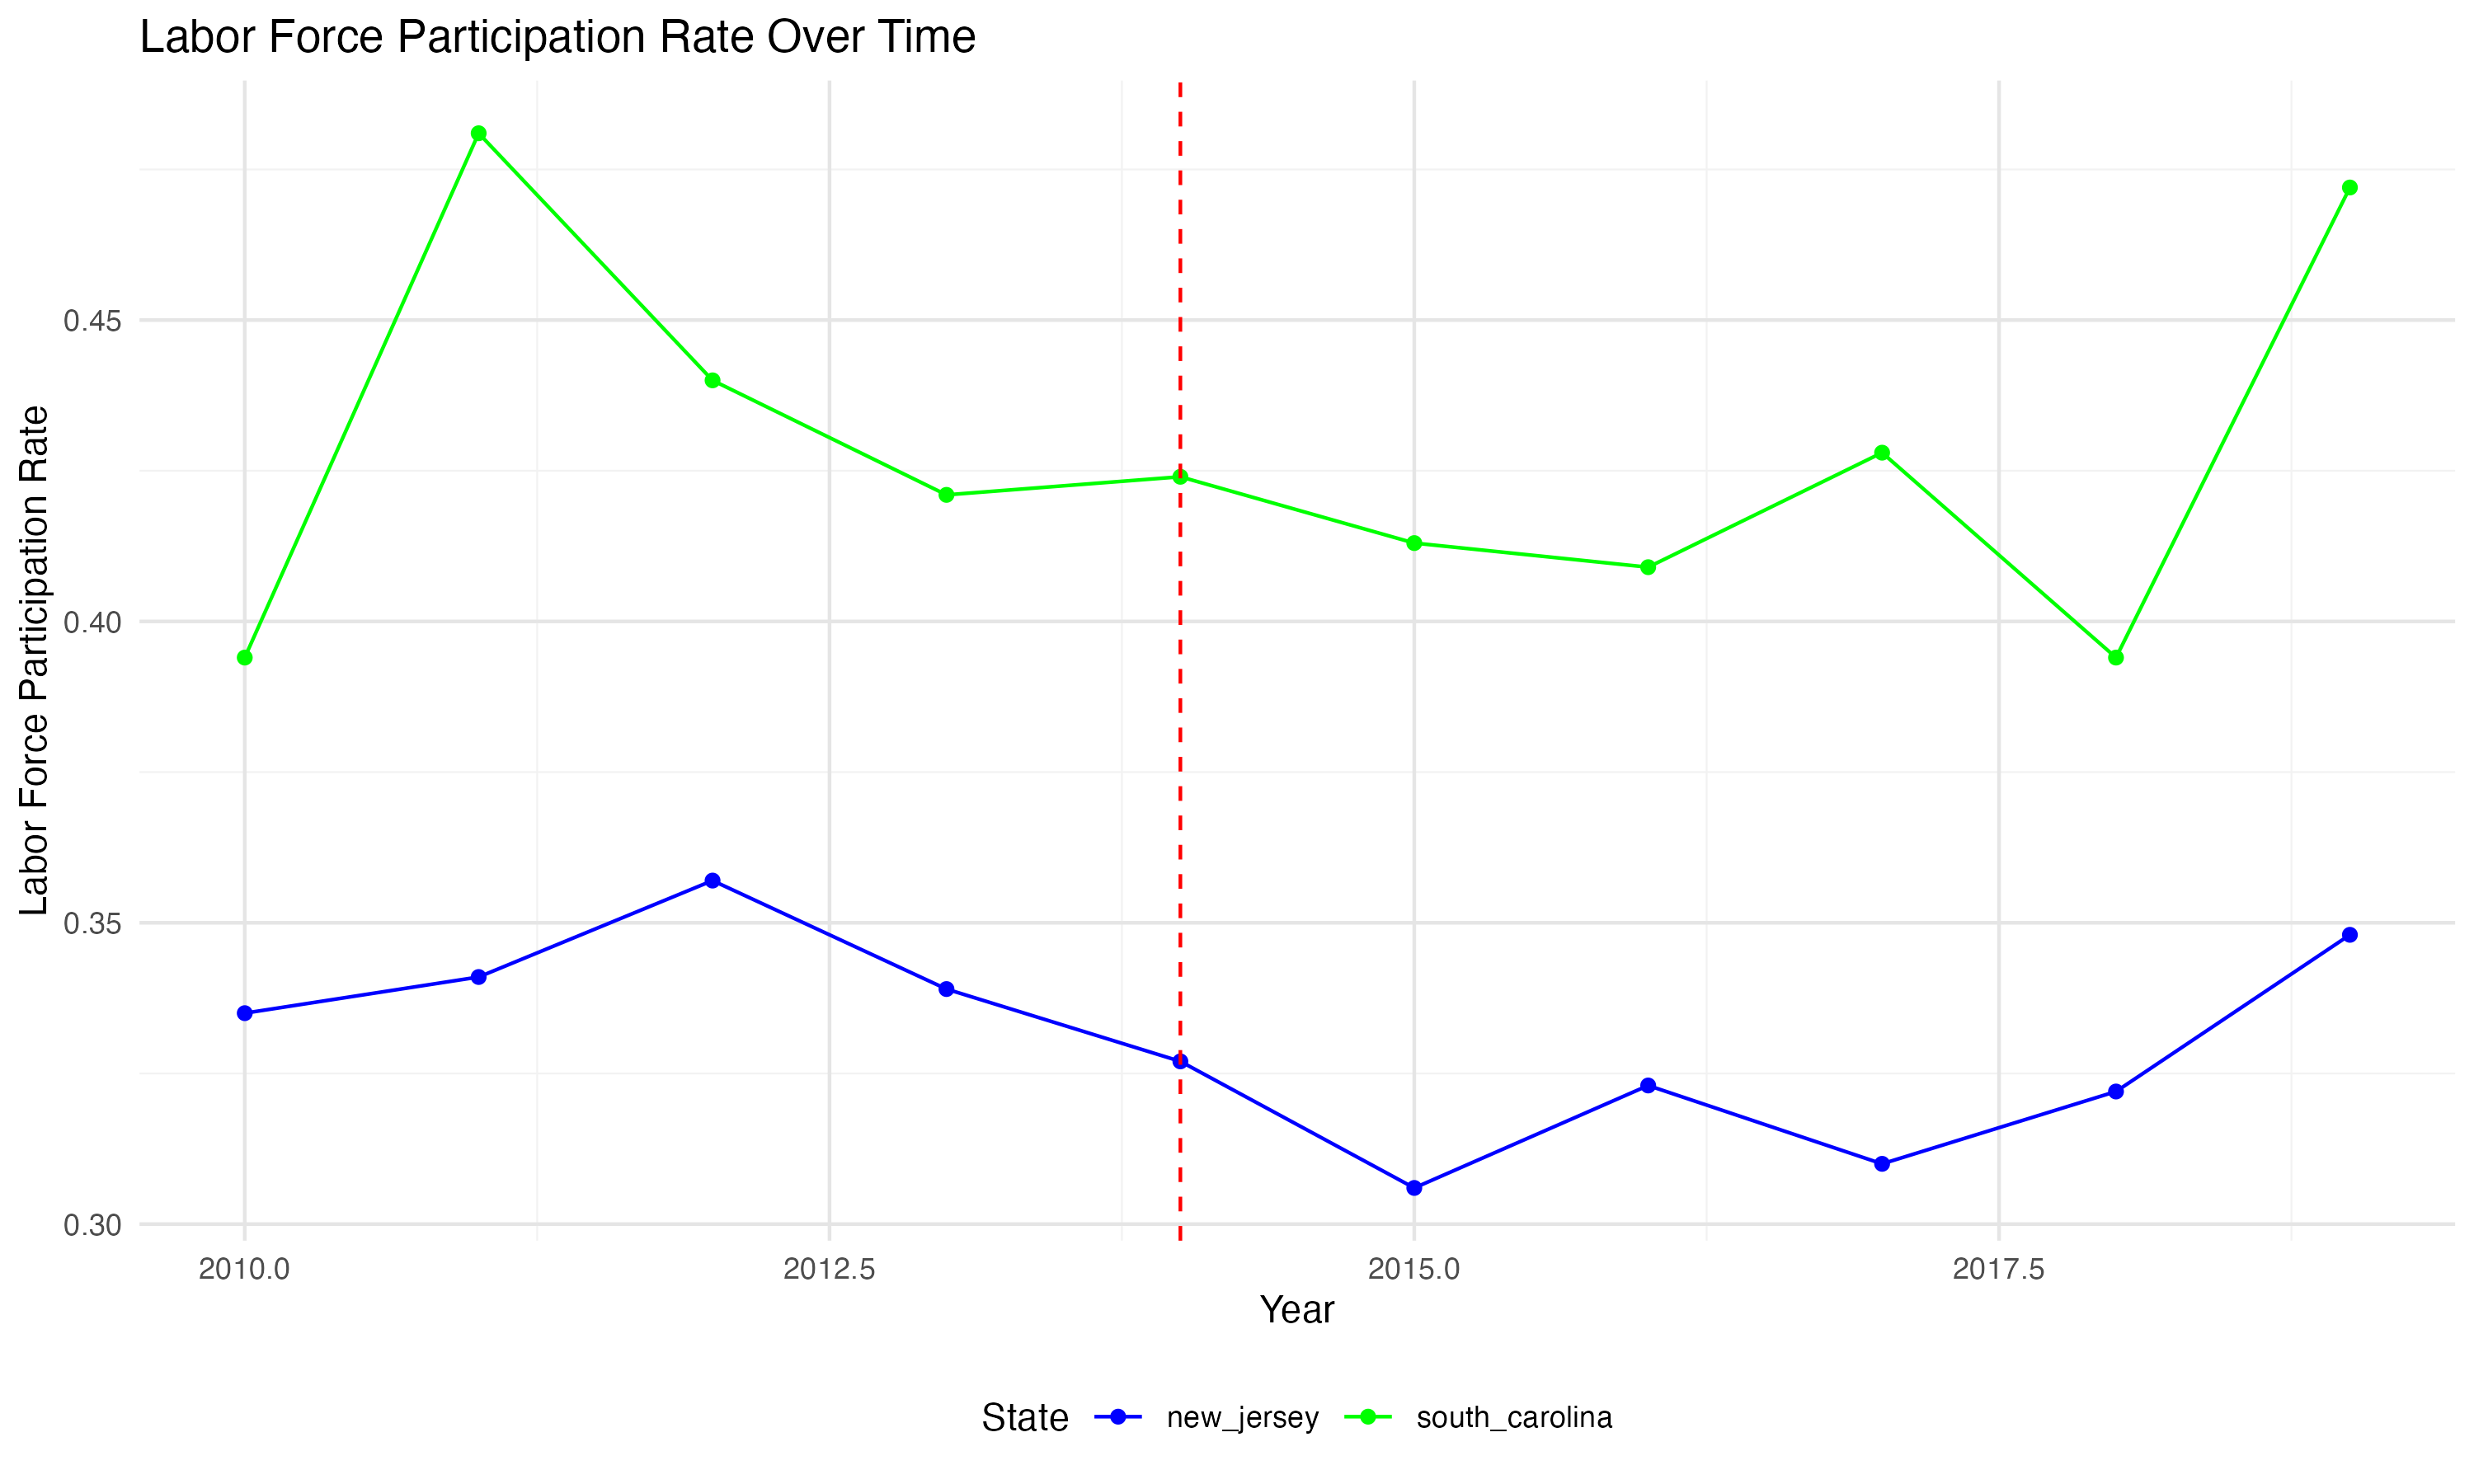 Labor Force Participation Rate Over Time
Labor Force Participation Rate
0.45
0.40
0.35
0.30
2010.0 2012.5 2015.0 2017.5
Year
State new_jersey south_carolina